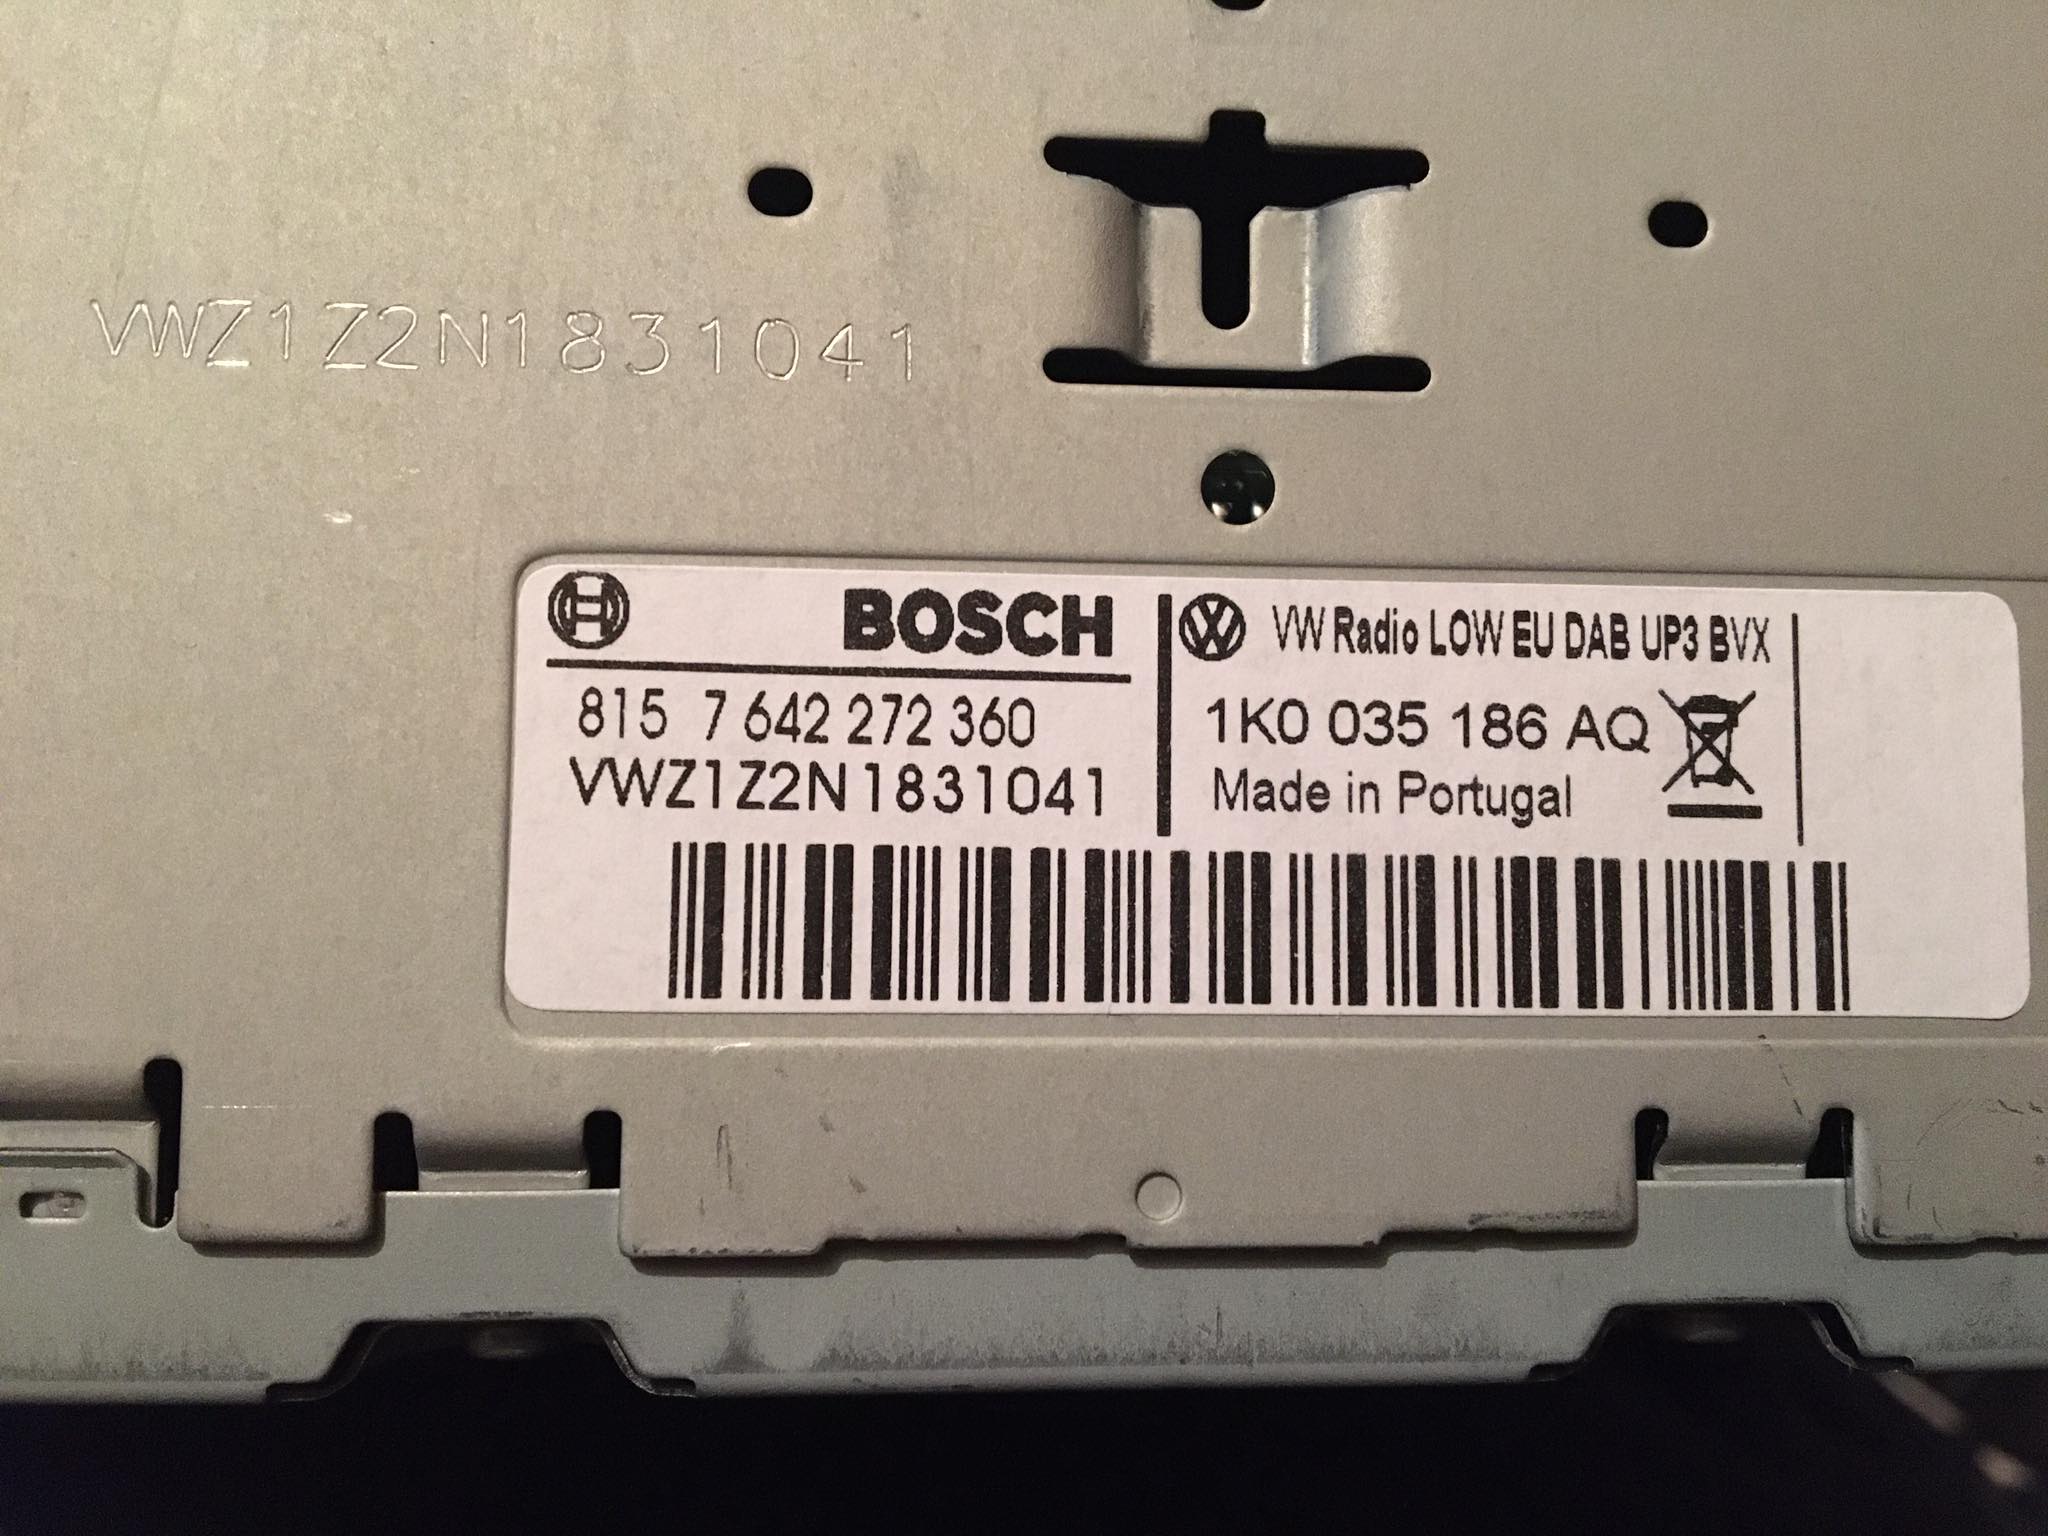 VWZ1Z2N1831041
BOSCH
815 7 642 272 360
VWZ1Z2N1831041
VW Radio LOW EU DAB UP3 BVX
1K0 035 186 AQ
Made in Portugal